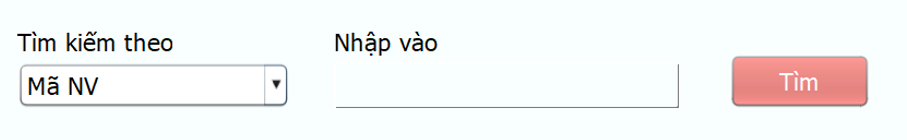 Tìm kiếm theo
Nhập vào
Mã NV
Tìm